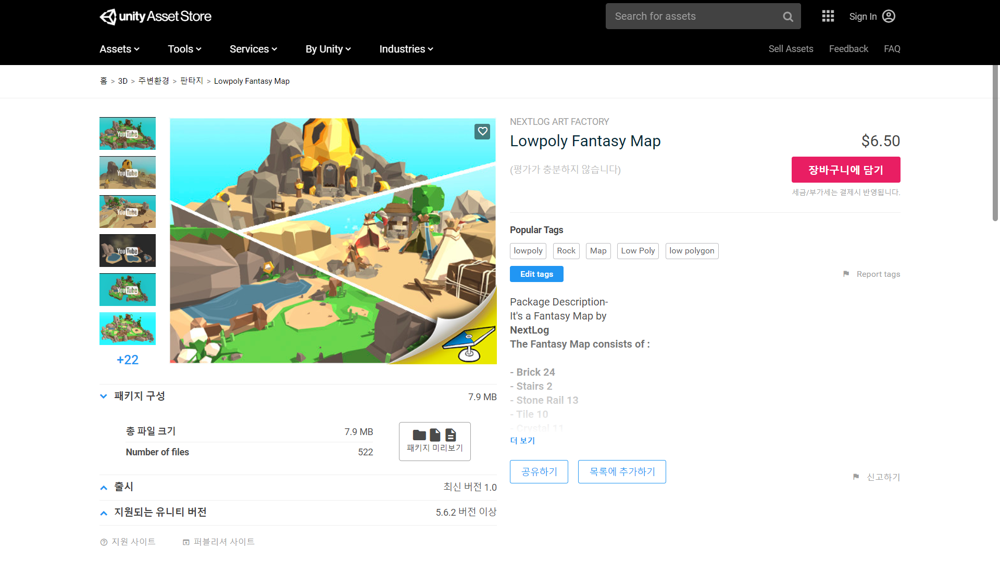 unity Asset Store
Search for assets
Sign In
Assets
Tools
Services
By Unity
Industries
Sell Assets
Feedback
FAQ
홈 > 3D > 주변환경 > 판타지 > Lowpoly Fantasy Map
YouTube
YouTube
YouTube
YouTube
YouTube
+22
NEXTLOG ART FACTORY
Lowpoly Fantasy Map
$6.50
(평가가 충분하지 않습니다)
장바구니에 담기
세금/부가세는 결제시 반영됩니다.
Popular Tags
lowpoly
Rock
Map
Low Poly
low polygon
Edit tags
Report tags
Package Description-
It's a Fantasy Map by
NextLog
The Fantasy Map consists of :
- Brick 24
- Stairs 2
- Stone Rail 13
- Tile 10
- Crystal 11
더 보기
공유하기
목록에 추가하기
신고하기
패키지 구성
7.9 MB
총 파일 크기
7.9 MB
Number of files
522
패키지 미리보기
출시
최신 버전 1.0
지원되는 유니티 버전
5.6.2 버전 이상
지원 사이트
퍼블리셔 사이트